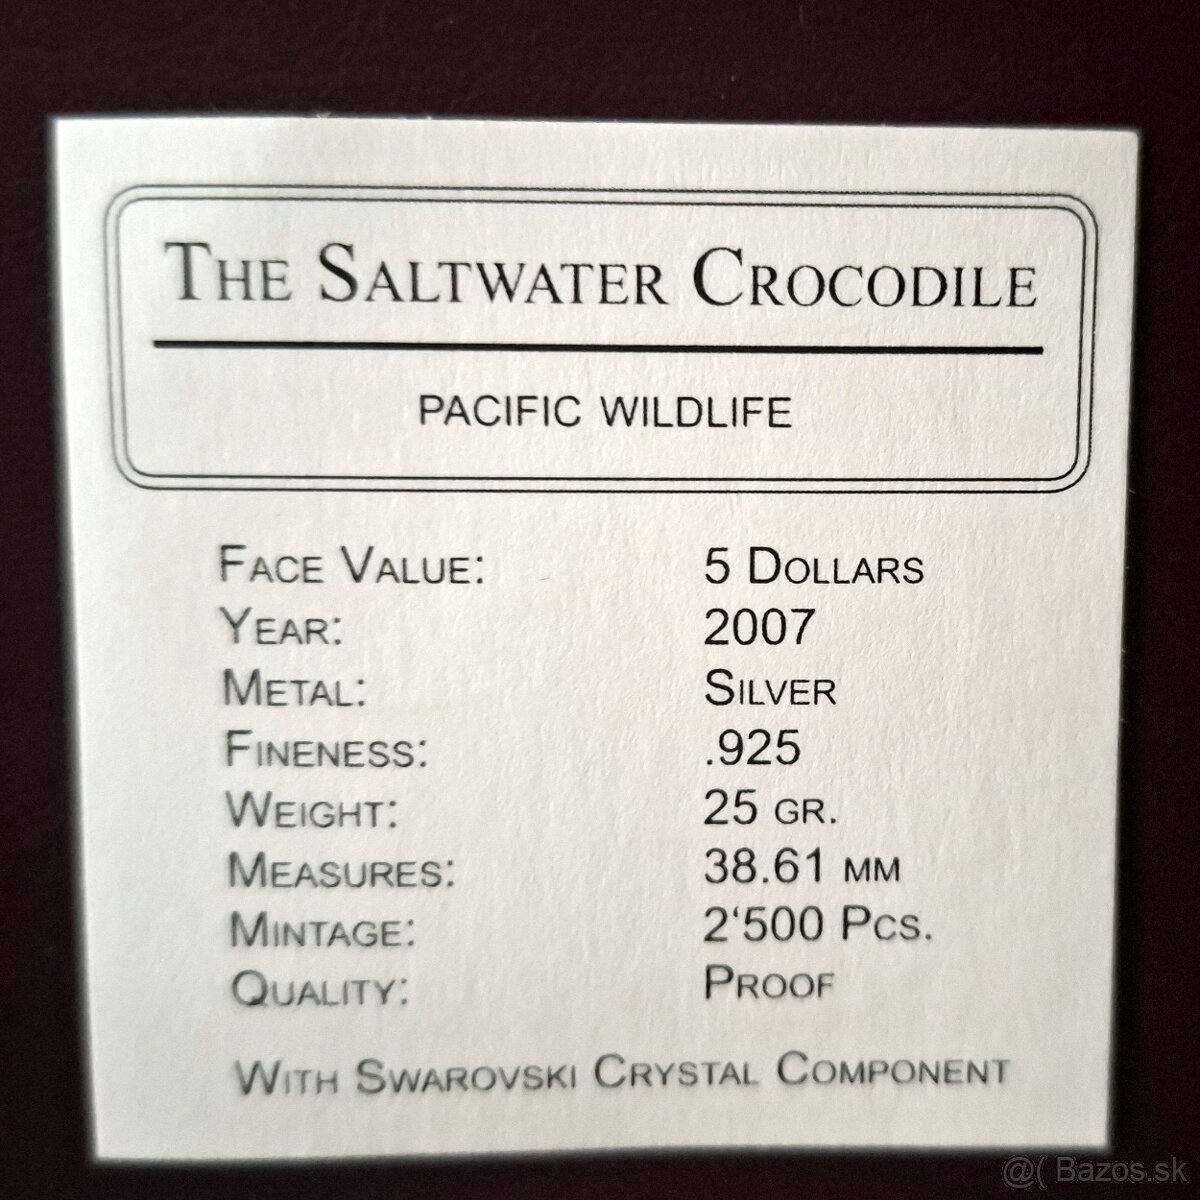 The Saltwater Crocodile
PACIFIC WILDLIFE
Face Value: 5 Dollars
Year: 2007
Metal: Silver
Fineness: .925
Weight: 25 gr.
Measures: 38.61 mm
Mintage: 2‘500 Pcs.
Quality: Proof
With Swarovski Crystal Component
@( Bazos.sk